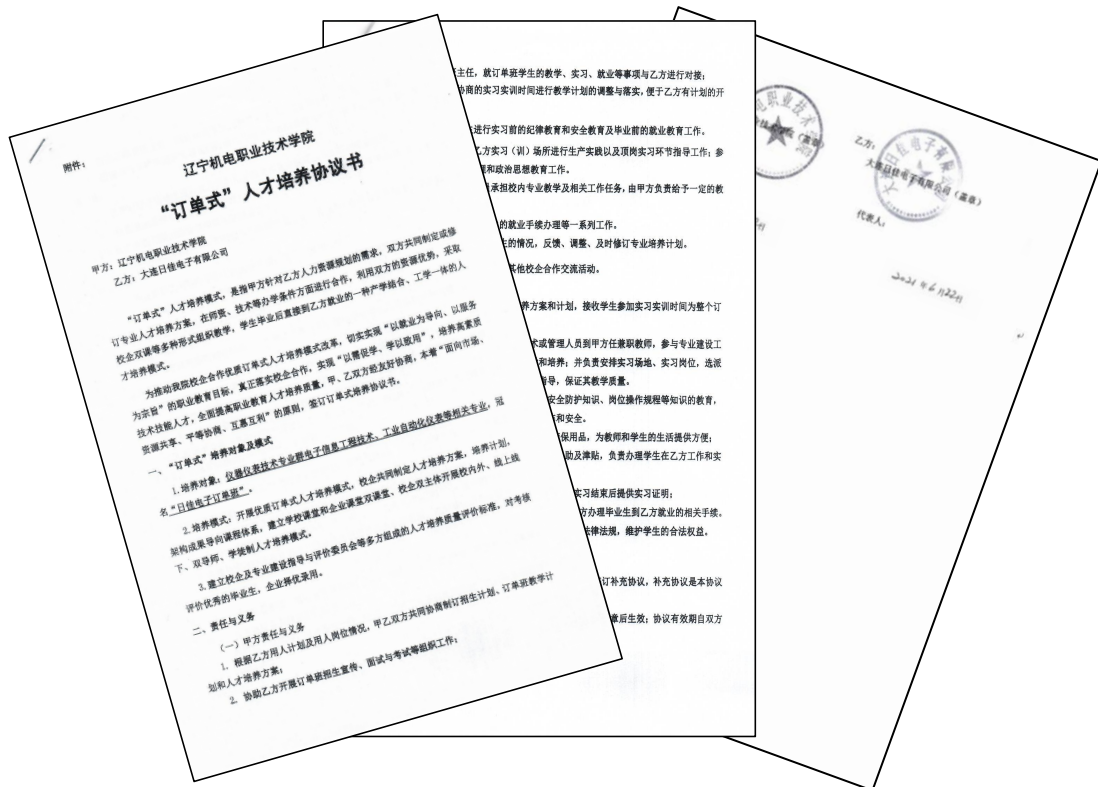 附件：
辽宁机电职业技术学院
“订单式”人才培养协议书
甲方：辽宁机电职业技术学院
乙方：大连日佳电子有限公司
“订单式”人才培养模式，是指甲方针对乙方人力资源规划的需求，双方共同制定或修
订专业人才培养方案，在师资、技术等办学条件方面进行合作，利用双方的资源优势，采取
校企双课等多种形式组织教学，学生毕业后直接到乙方就业的一种产学结合、工学一体的人
才培养模式。
为推动我院校企合作优质订单式人才培养模式改革，切实实现“以就业为导向、以服务
为宗旨”的职业教育目标，真正落实校企合作，实现“以需促学、学以致用”，培养高素质
技术技能人才，全面提高职业教育人才培养质量，甲、乙双方经友好协商，本着“面向市场、
资源共享、平等协商、互惠互利”的原则，签订订单式培养协议书。
一、“订单式”培养对象及模式
1.培养对象：仪器仪表技术专业群电子信息工程技术、工业自动化仪表等相关专业，冠
名“日佳电子订单班”。
2.培养模式：开展优质订单式人才培养模式，校企共同制定人才培养方案，培养计划，
架构成果导向课程体系，建立学校课堂和企业课堂双课堂、校企双主体开展校内外、线上线
下、双导师、学徒制人才培养模式。
3.建立校企及专业建设指导与评价委员会等多方组成的人才培养质量评价标准，对考核
评价优秀的毕业生，企业择优录用。
二、责任与义务
（一）甲方责任与义务
1. 根据乙方用人计划及用人岗位情况，甲乙双方共同协商制订招生计划、订单班教学计
划和人才培养方案；
2. 协助乙方开展订单班招生宣传、面试与考试等组织工作；
主任，就订单班学生的教学、实习、就业等事项与乙方进行对接；
协商的实习实训时间进行教学计划的调整与落实，便于乙方有计划的开
进行实习前的纪律教育和安全教育及毕业前的就业教育工作。
乙方实习（训）场所进行生产实践以及顶岗实习环节指导工作；参
理和政治思想教育工作。
承担校内专业教学及相关工作任务，由甲方负责给予一定的教
的就业手续办理等一系列工作。
生的情况，反馈、调整、及时修订专业培养计划。
其他校企合作交流活动。
养方案和计划，接收学生参加实习实训时间为整个订
术或管理人员到甲方任兼职教师，参与专业建设工
和培养；并负责安排实习场地、实习岗位，选派
指导，保证其教学质量。
安全防护知识、岗位操作规程等知识的教育，
和安全。
保用品，为教师和学生的生活提供方便；
助及津贴，负责办理学生在乙方工作和实
实习结束后提供实习证明；
方办理毕业生到乙方就业的相关手续。
法律法规，维护学生的合法权益。
订补充协议，补充协议是本协议
章后生效；协议有效期自双方
电职业技术
（盖章）
乙方：
大连日佳电子有限公司（盖章）
代表人：
2021年6月22日